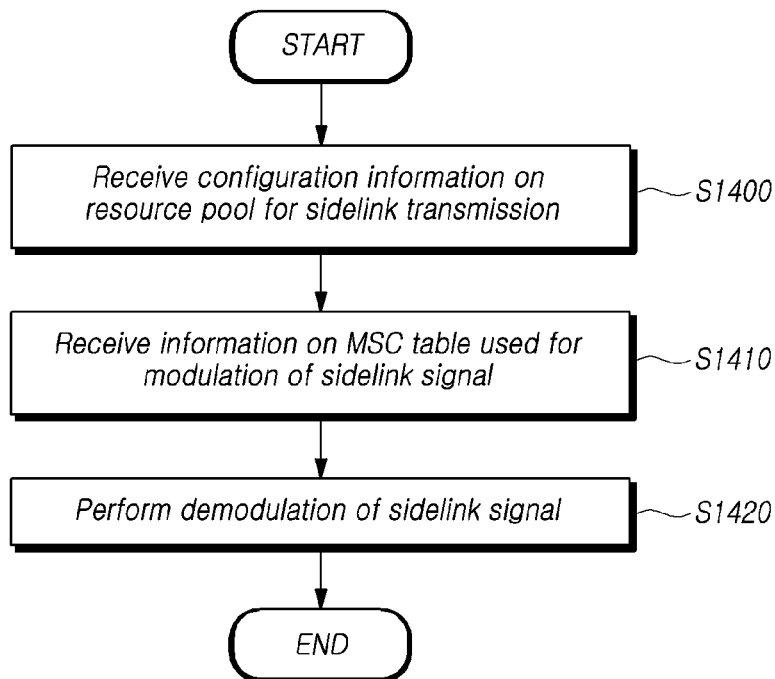 START
Receive configuration information on
resource pool for sidelink transmission
S1400
Receive information on MSC table used for
modulation of sidelink signal
S1410
Perform demodulation of sidelink signal
S1420
END